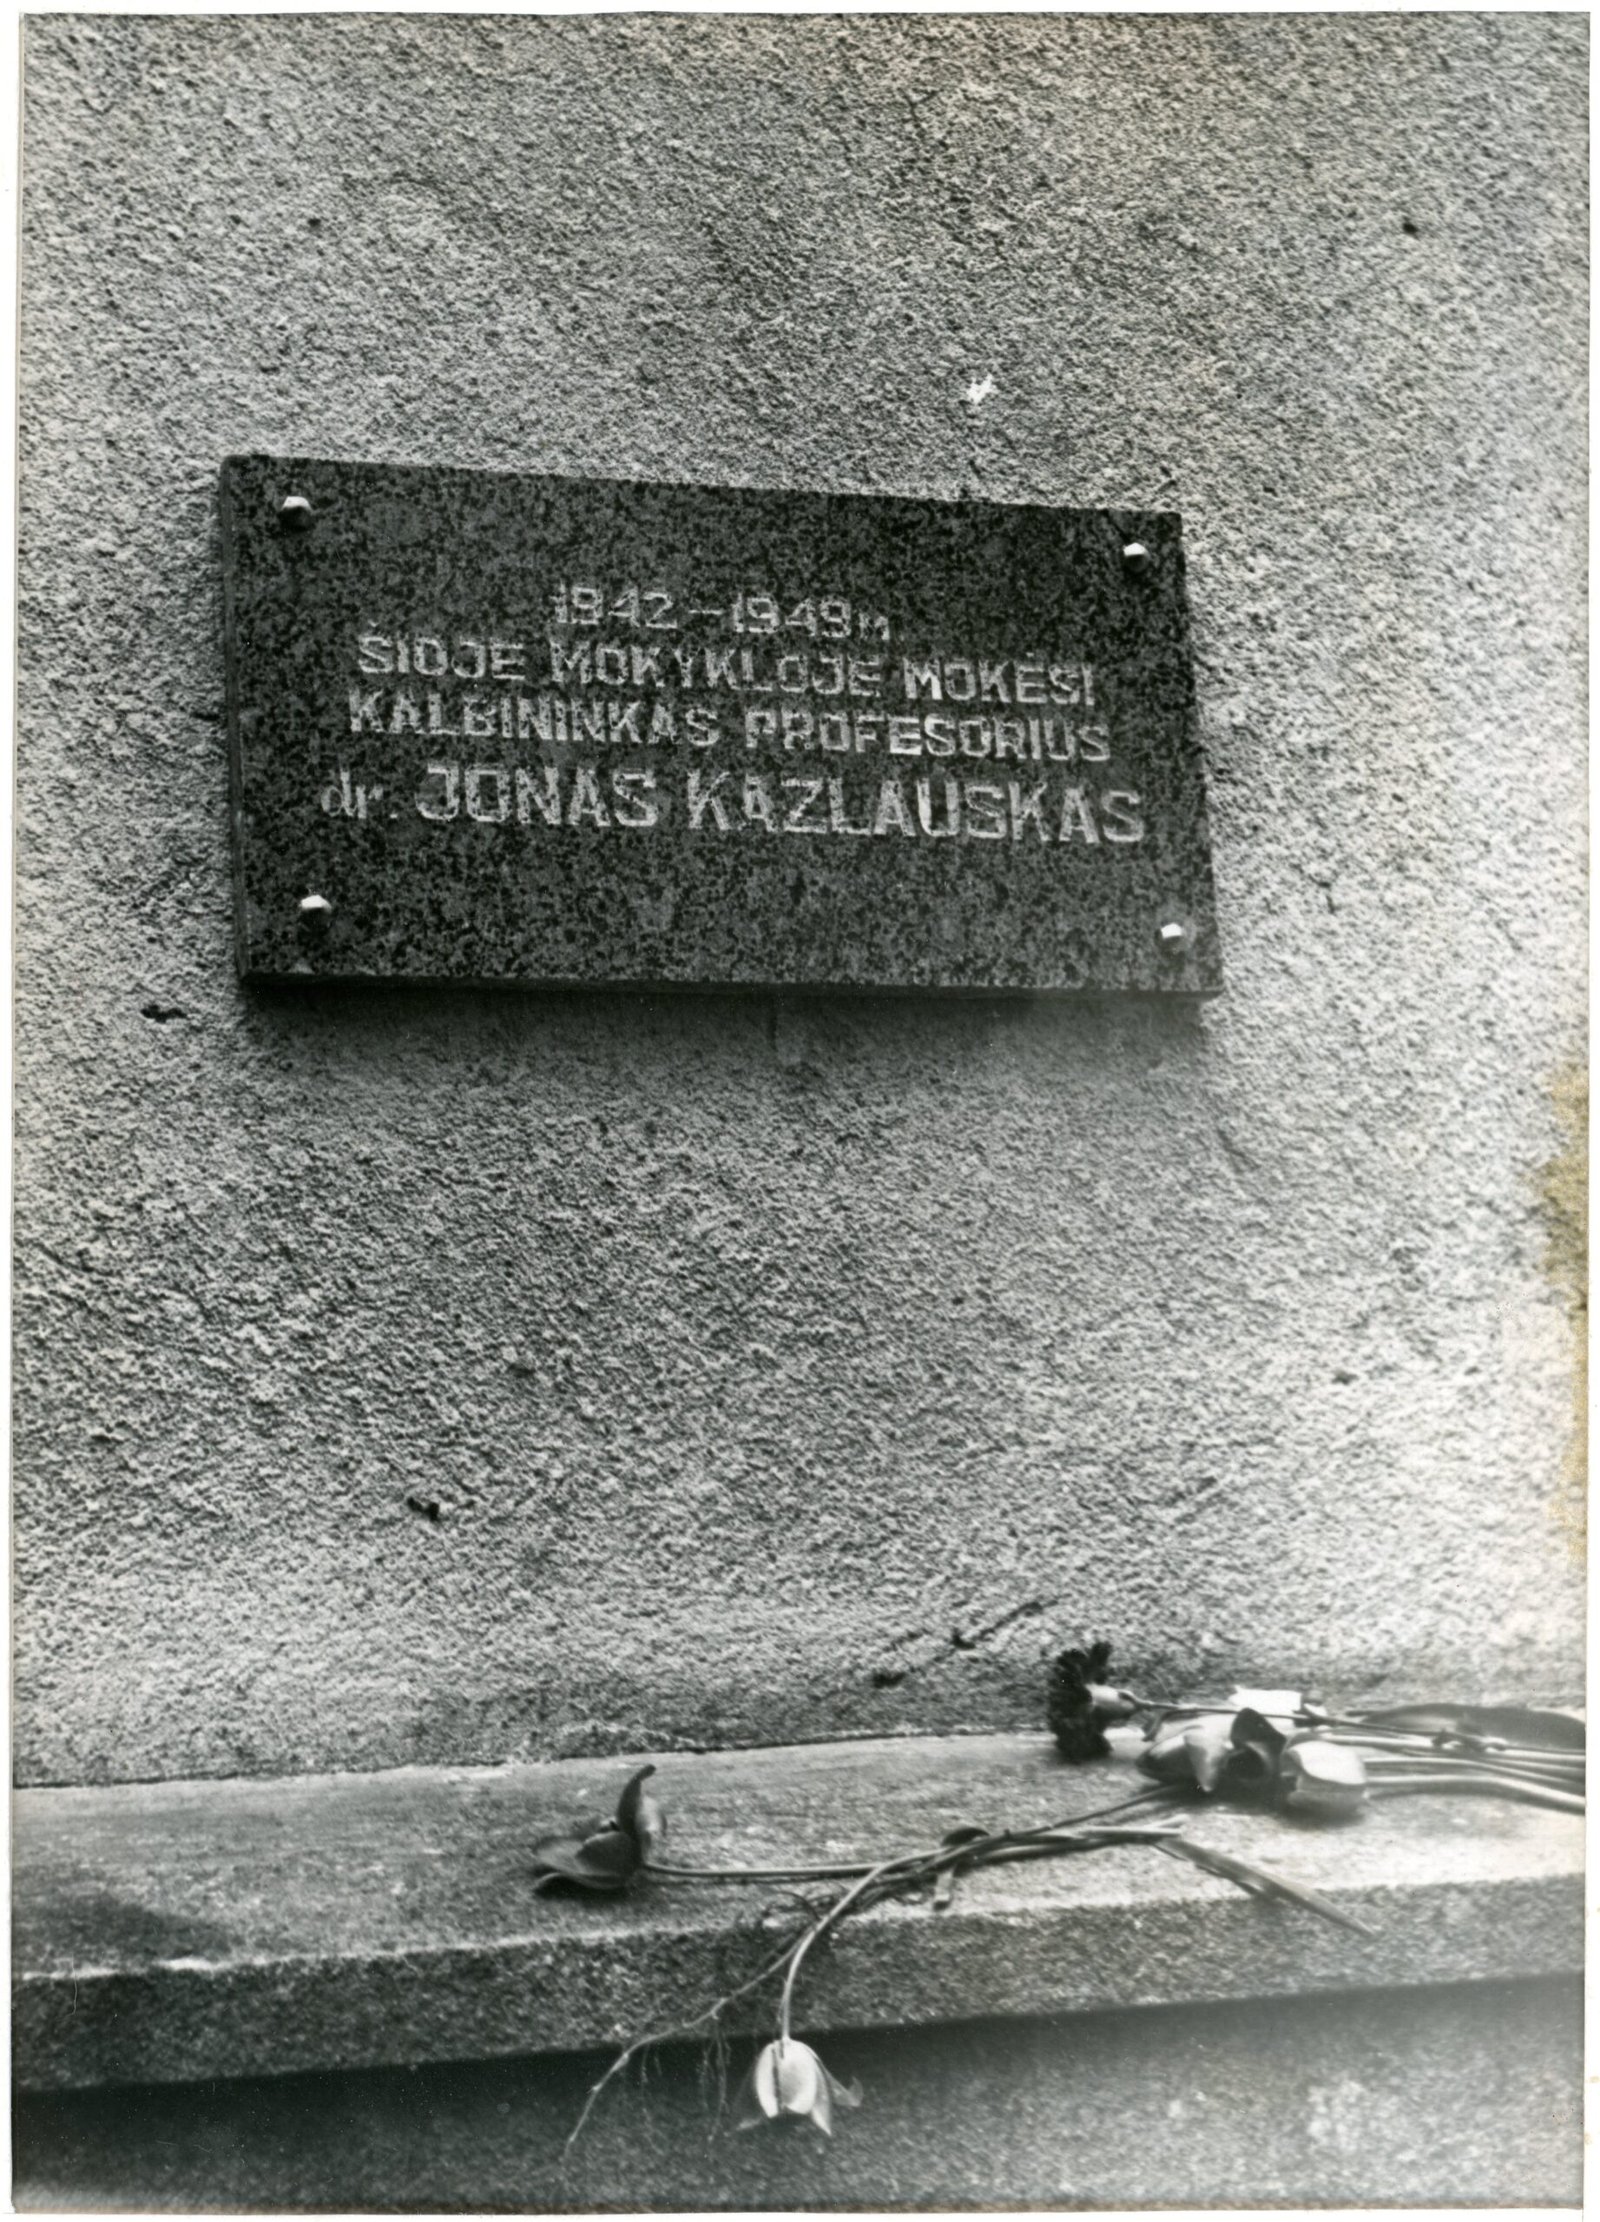 1942-1949 m
ŠIOJE MOKYKLOJE MOKĖSI
KALBININKAS PROFESORIUS
dr. JONAS KAZLAUSKAS